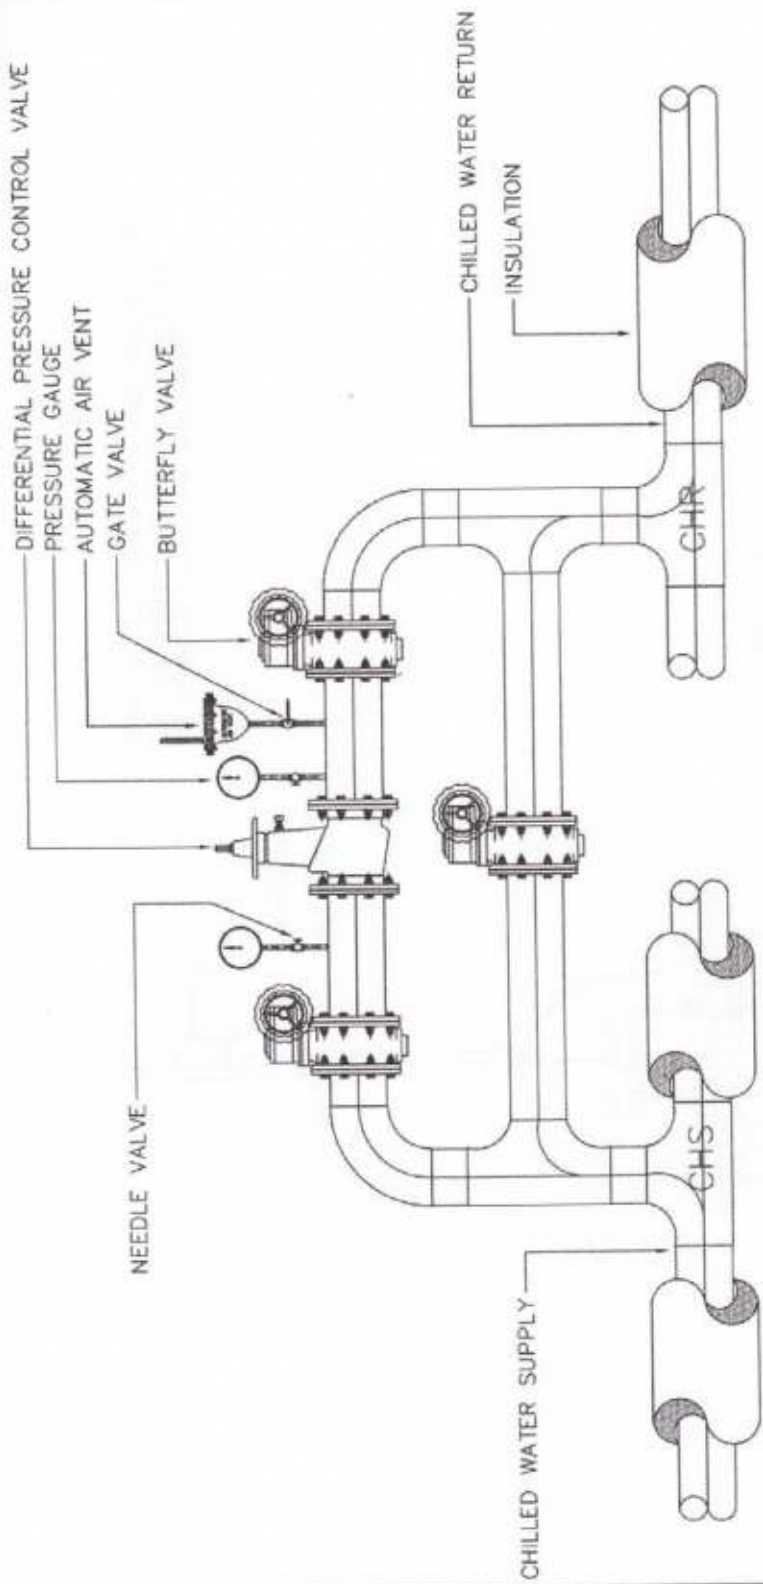 DIFFERENTIAL PRESSURE CONTROL VALVE
PRESSURE GAUGE
AUTOMATIC AIR VENT
GATE VALVE
BUTTERFLY VALVE
NEEDLE VALVE
CHILLED WATER RETURN
INSULATION
CHILLED WATER SUPPLY
CHS
CHR